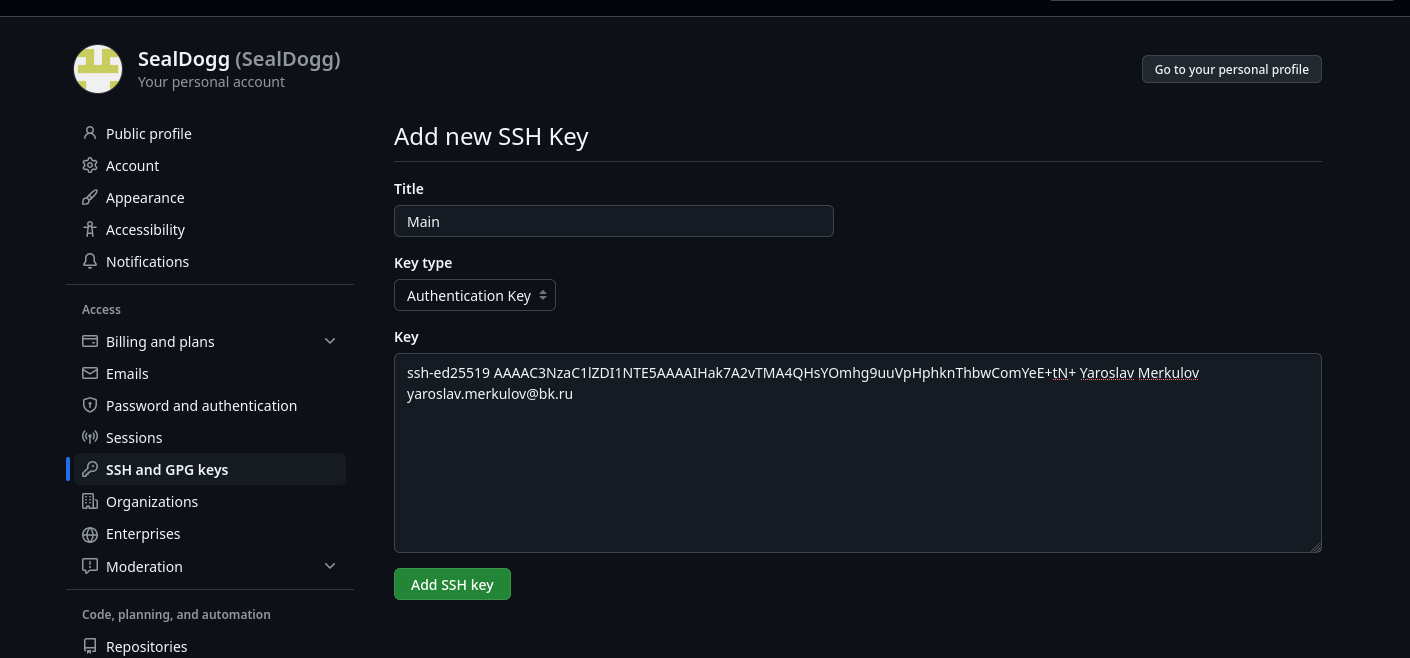 SealDogg (SealDogg)
Your personal account
Go to your personal profile
Public profile
Account
Appearance
Accessibility
Notifications
Access
Billing and plans
Emails
Password and authentication
Sessions
SSH and GPG keys
Organizations
Enterprises
Moderation
Code, planning, and automation
Repositories
Add new SSH Key
Title
Main
Key type
Authentication Key
Key
ssh-ed25519 AAAAC3NzaC1lZDI1NTE5AAAAIHak7A2vTMA4QHsYOmhg9uuVpHphknThbwComYeE+tN+ Yaroslav Merkulov
yaroslav.merkulov@bk.ru
Add SSH key